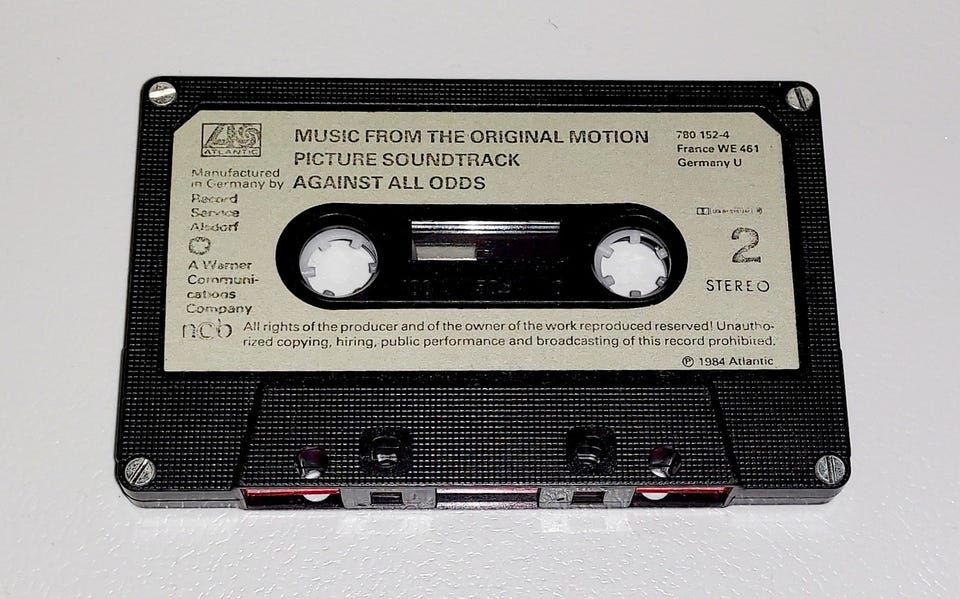 ATLANTIC
MUSIC FROM THE ORIGINAL MOTION
PICTURE SOUNDTRACK
AGAINST ALL ODDS
780 152-4
France WE 461
Germany U
Manufactured
in Germany by
Record
Service
Alsdorf
A Warner
Communi-
cations
Company
DOLBY SYSTEM
2
STEREO
ncb
All rights of the producer and of the owner of the work reproduced reserved! Unautho-
rized copying, hiring, public performance and broadcasting of this record prohibited.
℗ 1984 Atlantic